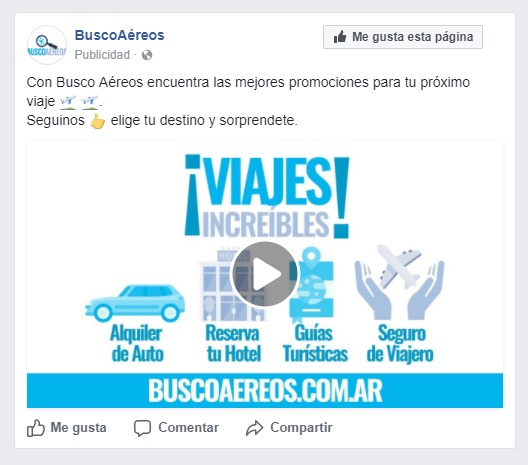 BuscoAéreos
Publicidad ·
Me gusta esta página
Con Busco Aéreos encuentra las mejores promociones para tu próximo
viaje ✈️ ✈️.
Seguinos 👆 elige tu destino y sorprendete.
¡VIAJES
INCREÍBLES!
HOTEL
Alquiler
de Auto
Reserva
tu Hotel
Guías
Turísticas
Seguro
de Viajero
BUSCOAEREOS.COM.AR
Me gusta
Comentar
Compartir